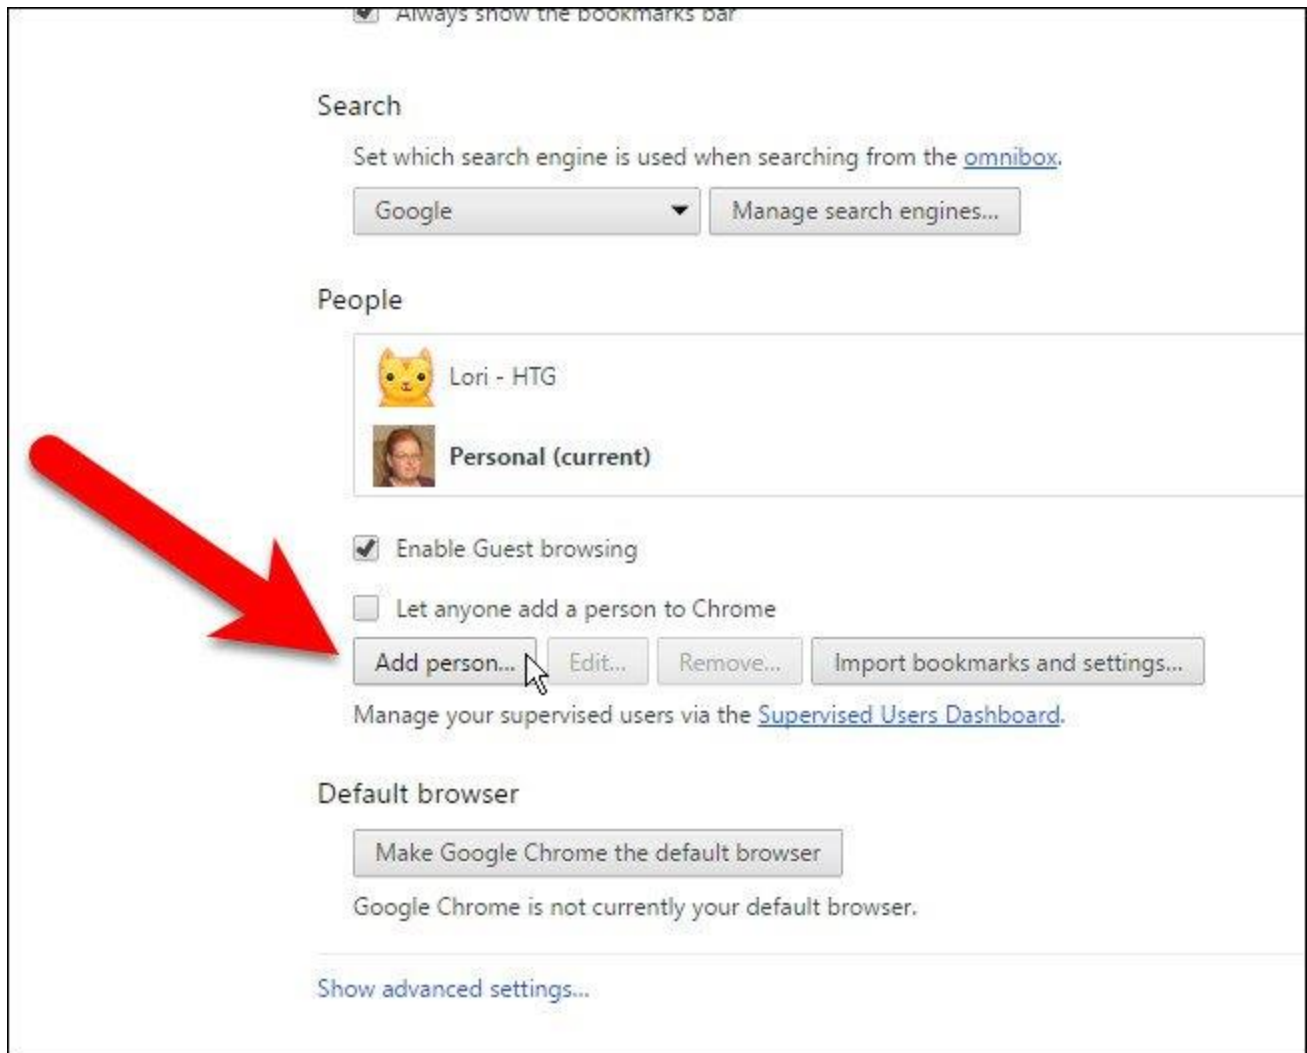 Always show the bookmarks bar
Search
Set which search engine is used when searching from the omnibox.
Google
Manage search engines...
People
Lori - HTG
Personal (current)
Enable Guest browsing
Let anyone add a person to Chrome
Add person...
Edit...
Remove...
Import bookmarks and settings...
Manage your supervised users via the Supervised Users Dashboard.
Default browser
Make Google Chrome the default browser
Google Chrome is not currently your default browser.
Show advanced settings...